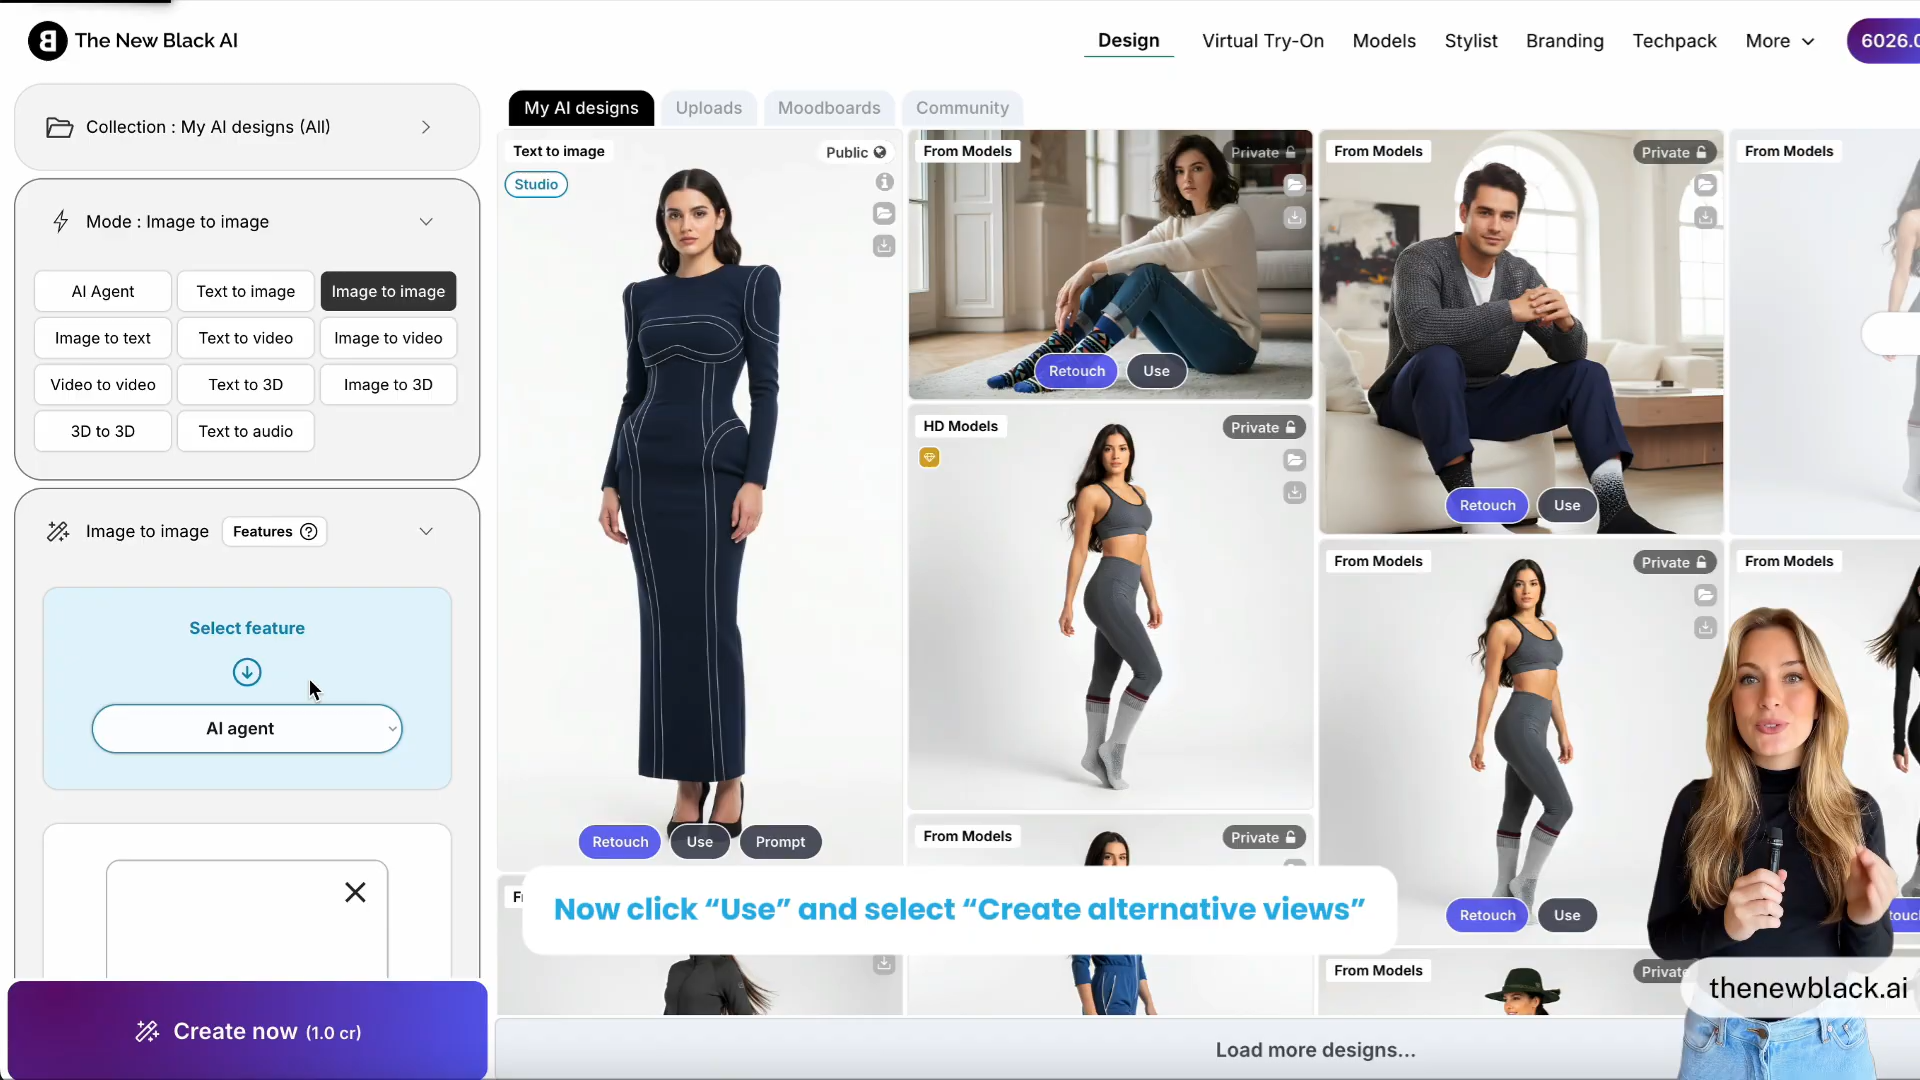 The New Black AI
Design
Virtual Try-On
Models
Stylist
Branding
Techpack
More
Collection : My AI designs (All)
Mode : Image to image
AI Agent
Text to image
Image to image
Image to text
Text to video
Image to video
Video to video
Text to 3D
Image to 3D
3D to 3D
Text to audio
Image to image
Features
Select feature
AI agent
Create now (1.0 cr)
My AI designs
Uploads
Moodboards
Community
Text to image
Public
Studio
Retouch
Use
Prompt
From Models
Private
Retouch
Use
HD Models
Private
From Models
Private
From Models
Private
Retouch
Use
From Models
Private
Retouch
Use
From Models
Private
From Models
From Models
Now click “Use” and select “Create alternative views”
Load more designs...
thenewblack.ai